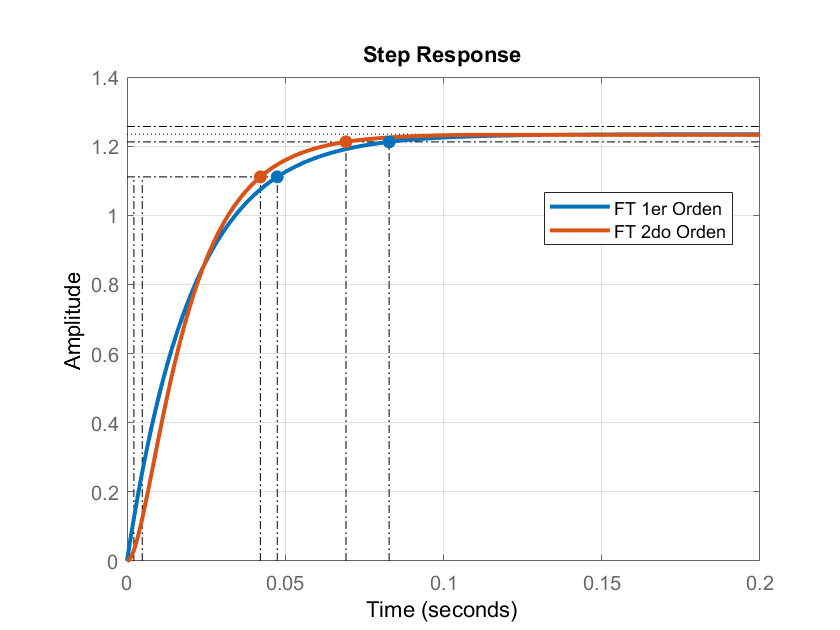 Step Response
1.4
1.2
1
0.8
0.6
0.4
0.2
0
Amplitude
FT 1er Orden
FT 2do Orden
0 0.05 0.1 0.15 0.2
Time (seconds)